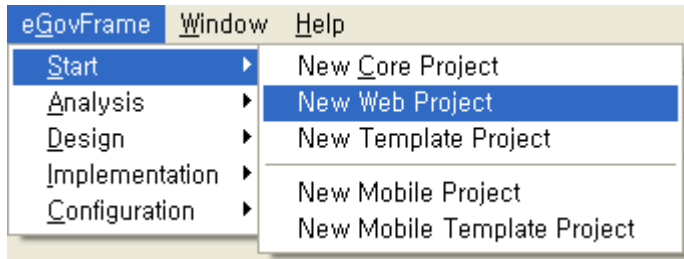 eGovFrame Window Help
Start
Analysis
Design
Implementation
Configuration
New Core Project
New Web Project
New Template Project
New Mobile Project
New Mobile Template Project